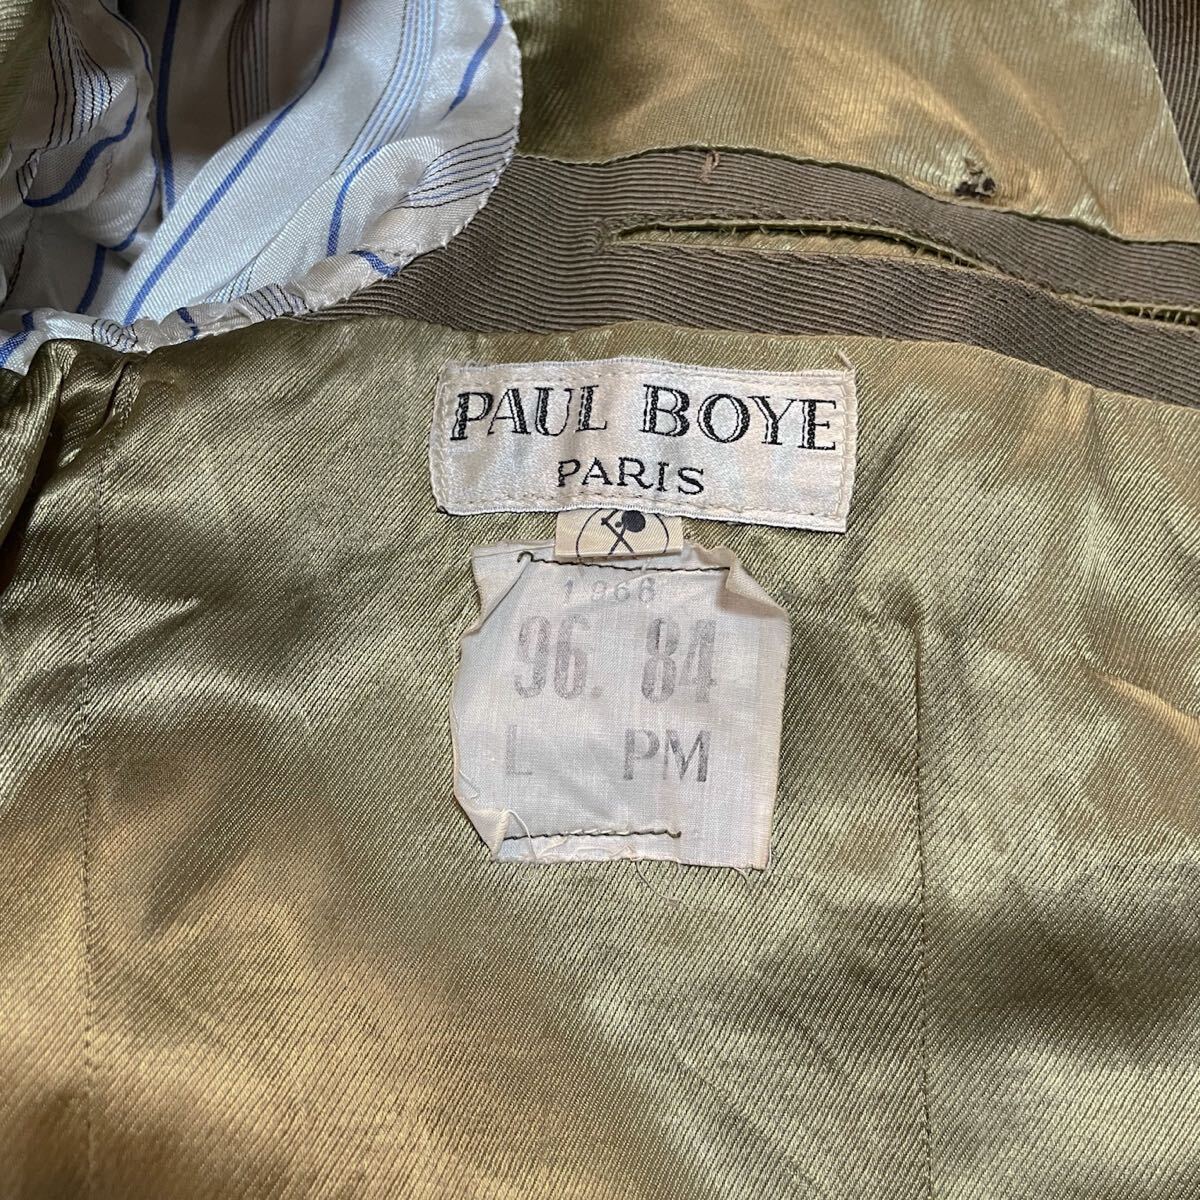 PAUL BOYE
PARIS
1968
96. 84
L PM